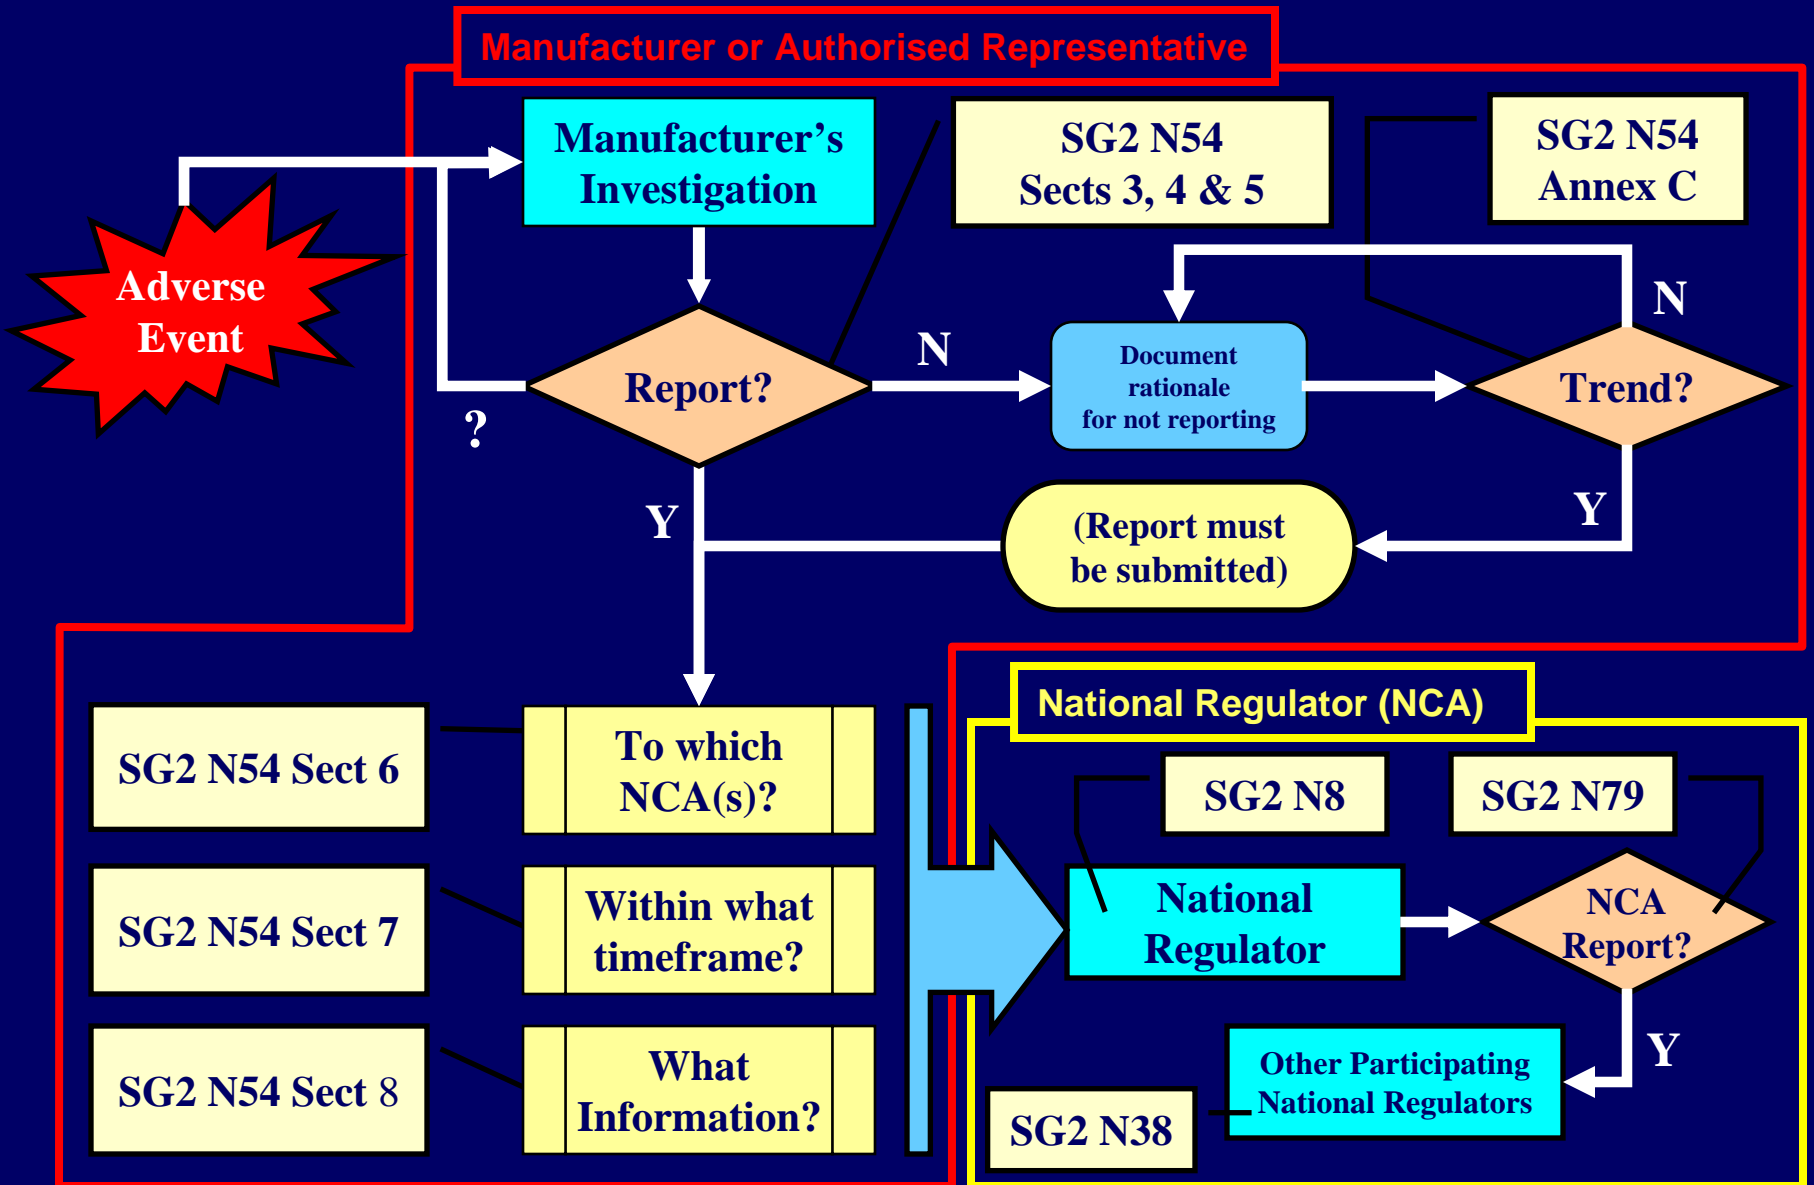 Manufacturer or Authorised Representative
Manufacturer’s
Investigation
SG2 N54
Sects 3, 4 & 5
SG2 N54
Annex C
Adverse
Event
Report?
N
Document
rationale
for not reporting
Trend?
N
?
Y
(Report must
be submitted)
Y
SG2 N54 Sect 6
To which
NCA(s)?
SG2 N54 Sect 7
Within what
timeframe?
SG2 N54 Sect 8
What
Information?
National Regulator (NCA)
SG2 N8
SG2 N79
National
Regulator
NCA
Report?
Y
Other Participating
National Regulators
SG2 N38